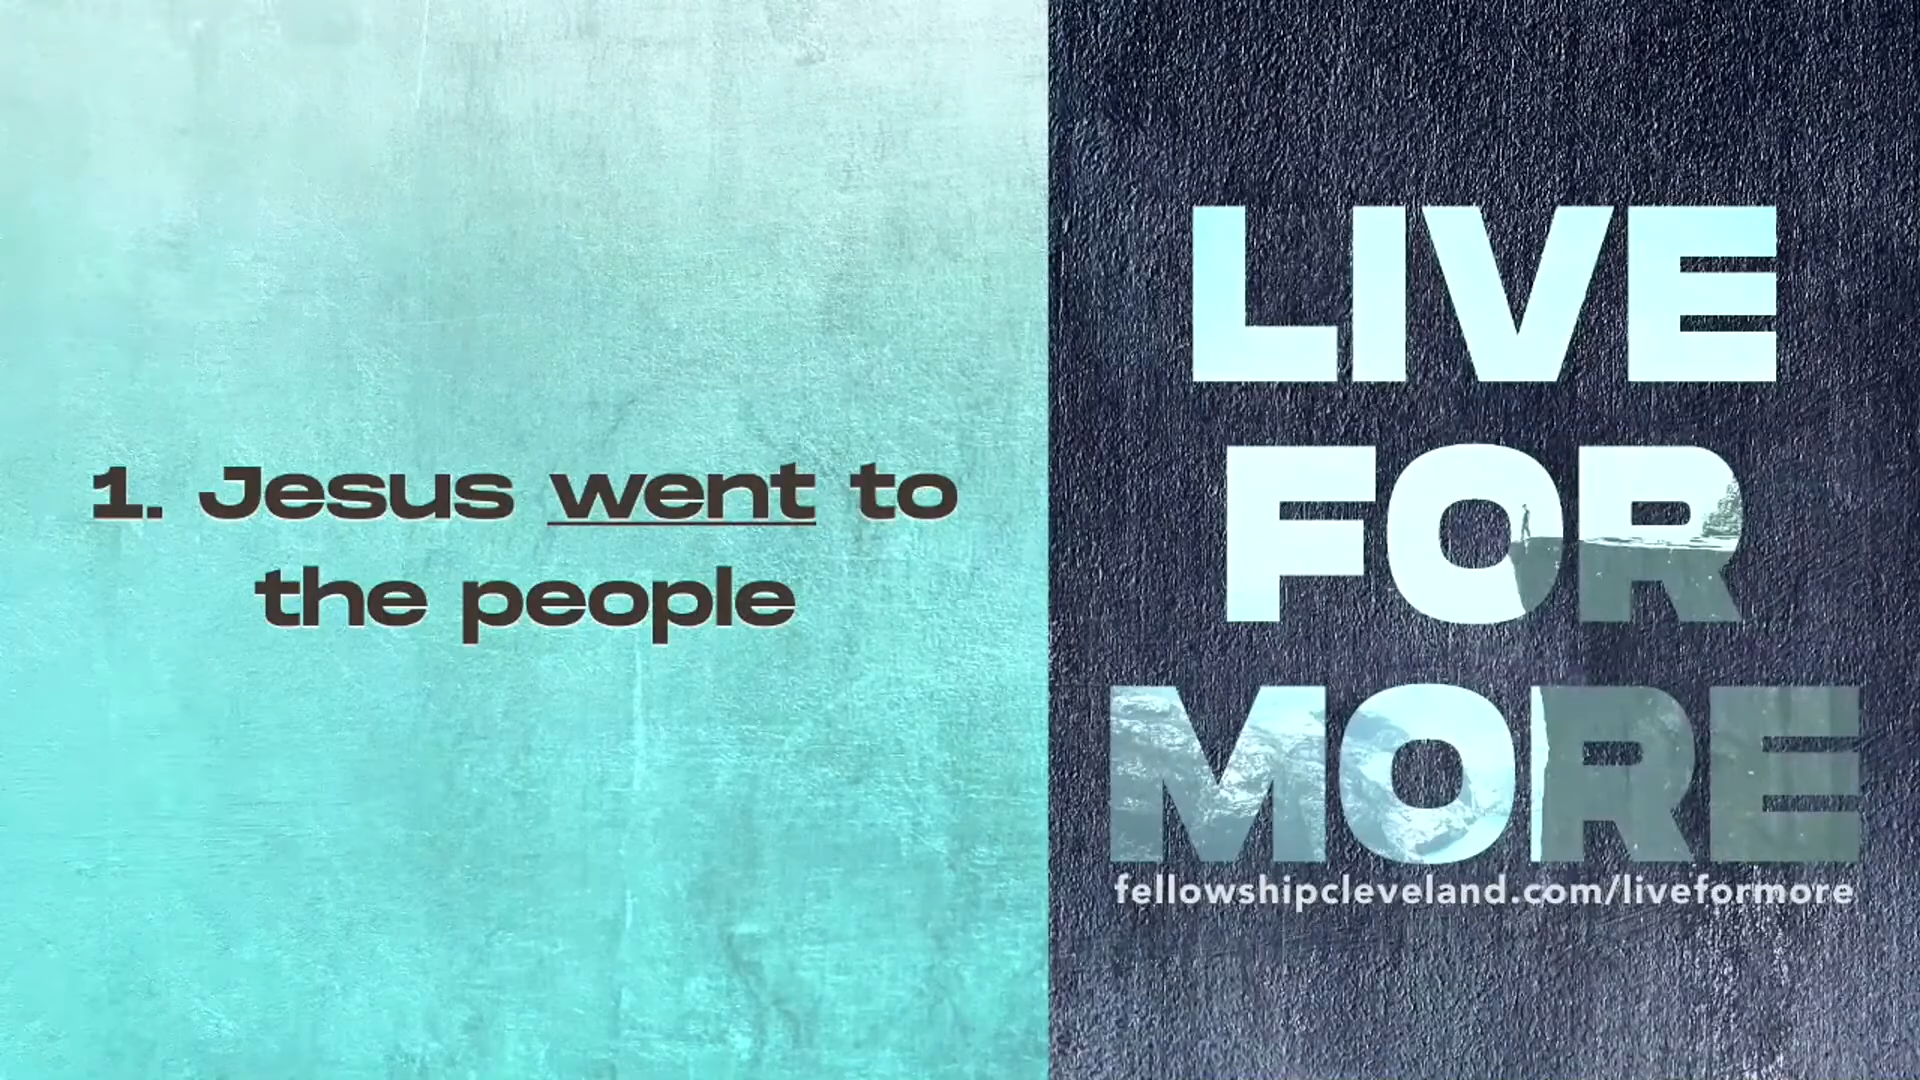 1. Jesus went to
the people
LIVE
FOR
MORE
fellowshipcleveland.com/liveformore